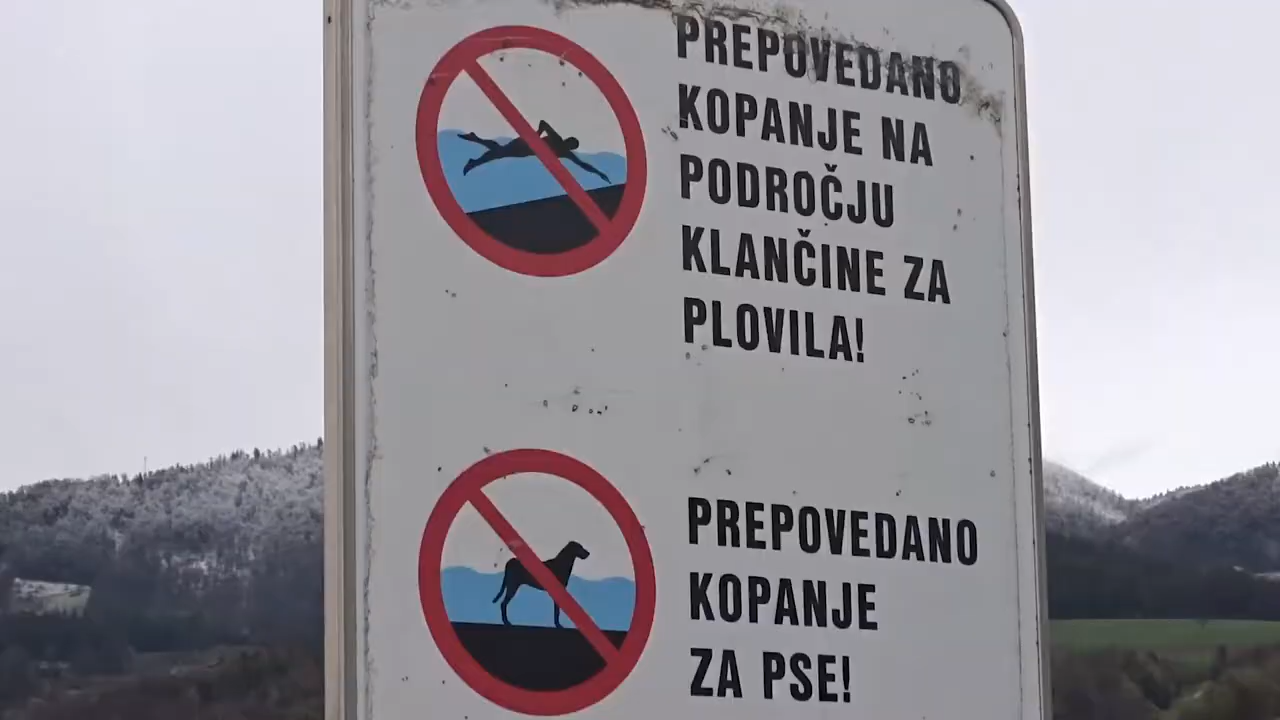 PREPOVEDANO
KOPANJE NA
PODROČJU
KLANČINE ZA
PLOVILA!
PREPOVEDANO
KOPANJE
ZA PSE!